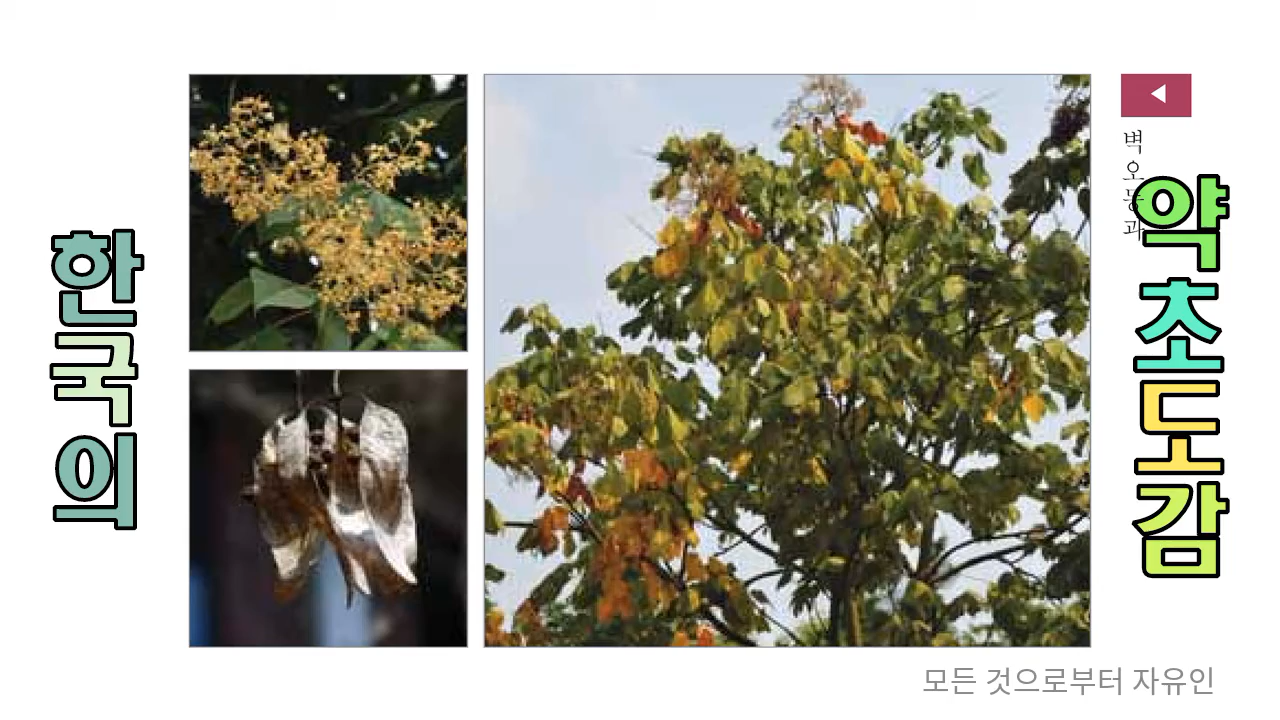 한국의
벽오동과
약초도감
모든 것으로부터 자유인